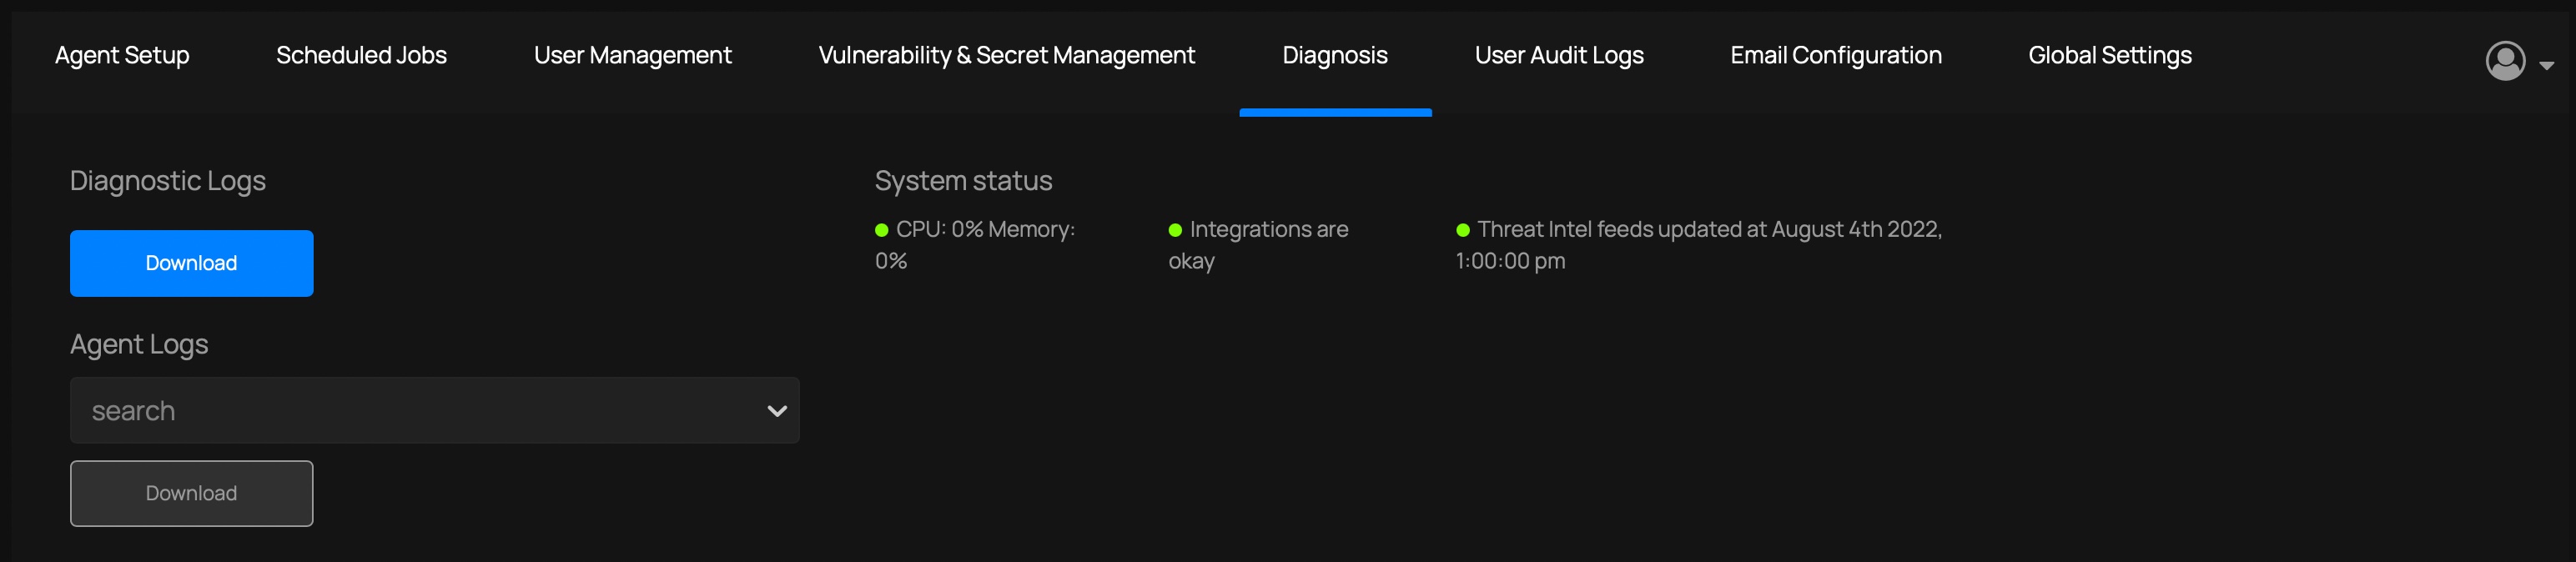 Agent Setup
Scheduled Jobs
User Management
Vulnerability & Secret Management
Diagnosis
User Audit Logs
Email Configuration
Global Settings
Diagnostic Logs
Download
Agent Logs
search
Download
System status
CPU: 0% Memory:
0%
Integrations are
okay
Threat Intel feeds updated at August 4th 2022,
1:00:00 pm